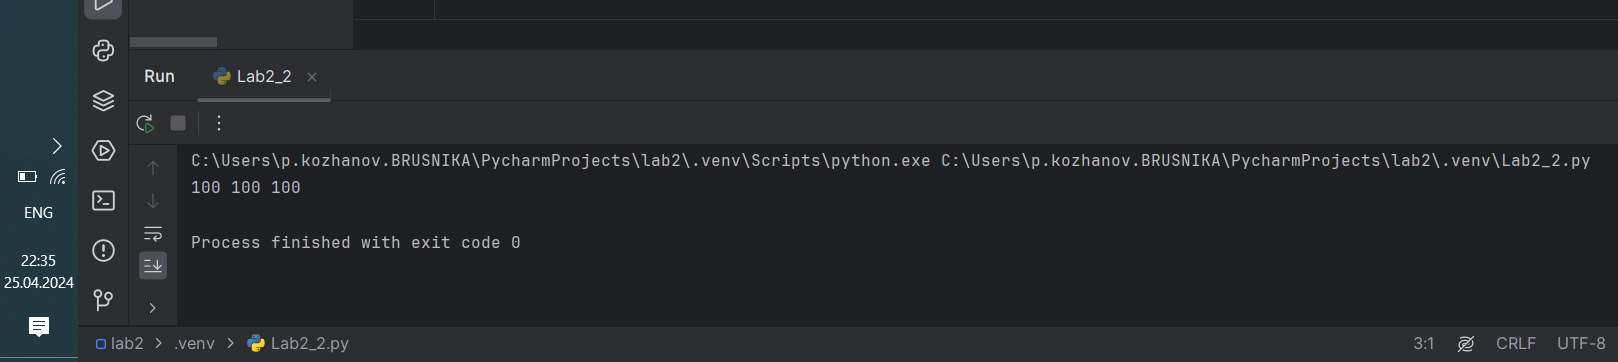 Run Lab2_2
C:\Users\p.kozhanov.BRUSNIKA\PycharmProjects\lab2\.venv\Scripts\python.exe C:\Users\p.kozhanov.BRUSNIKA\PycharmProjects\lab2\.venv\Lab2_2.py
100 100 100
Process finished with exit code 0
ENG
22:35
25.04.2024
lab2 > .venv > Lab2_2.py 3:1 CRLF UTF-8